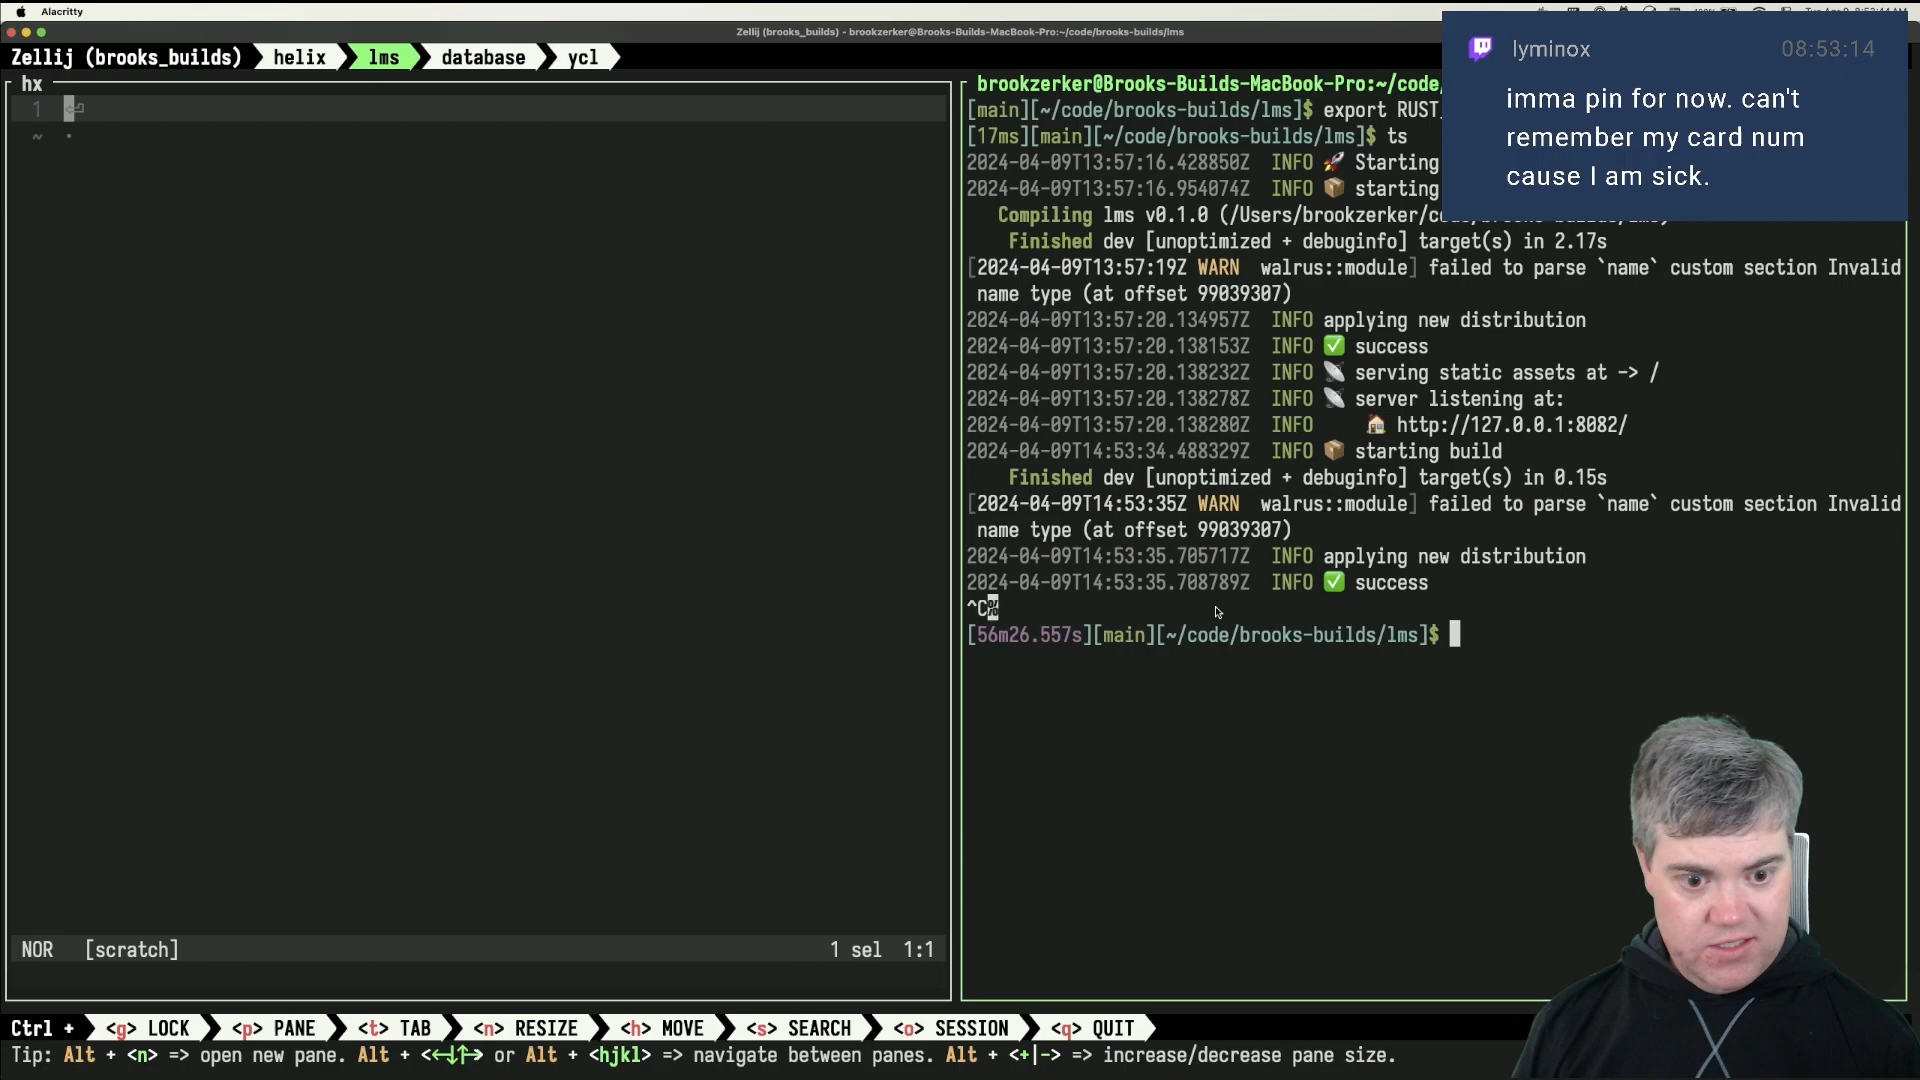 Alacritty
Zellij (brooks_builds) - brookzerker@Brooks-Builds-MacBook-Pro:~/code/brooks-builds/lms
Zellij (brooks_builds) helix lms database ycl
lyminox 08:53:14
imma pin for now. can't
remember my card num
cause I am sick.
hx
1
~
NOR [scratch] 1 sel 1:1
brookzerker@Brooks-Builds-MacBook-Pro:~/code/
[main][~/code/brooks-builds/lms]$ export RUST_
[17ms][main][~/code/brooks-builds/lms]$ ts
2024-04-09T13:57:16.428850Z INFO 🚀 Starting
2024-04-09T13:57:16.954074Z INFO 📦 starting
Compiling lms v0.1.0 (/Users/brookzerker/code/brooks-builds/lms)
Finished dev [unoptimized + debuginfo] target(s) in 2.17s
[2024-04-09T13:57:19Z WARN walrus::module] failed to parse `name` custom section Invalid
name type (at offset 99039307)
2024-04-09T13:57:20.134957Z INFO applying new distribution
2024-04-09T13:57:20.138153Z INFO ✅ success
2024-04-09T13:57:20.138232Z INFO 📡 serving static assets at -> /
2024-04-09T13:57:20.138278Z INFO 📡 server listening at:
2024-04-09T13:57:20.138280Z INFO 🏠 http://127.0.0.1:8082/
2024-04-09T14:53:34.488329Z INFO 📦 starting build
Finished dev [unoptimized + debuginfo] target(s) in 0.15s
[2024-04-09T14:53:35Z WARN walrus::module] failed to parse `name` custom section Invalid
name type (at offset 99039307)
2024-04-09T14:53:35.705717Z INFO applying new distribution
2024-04-09T14:53:35.708789Z INFO ✅ success
^C%
[56m26.557s][main][~/code/brooks-builds/lms]$
Ctrl + <g> LOCK <p> PANE <t> TAB <n> RESIZE <h> MOVE <s> SEARCH <o> SESSION <q> QUIT
Tip: Alt + <n> => open new pane. Alt + <←↓↑→> or Alt + <hjkl> => navigate between panes. Alt + <+|-> => increase/decrease pane size.